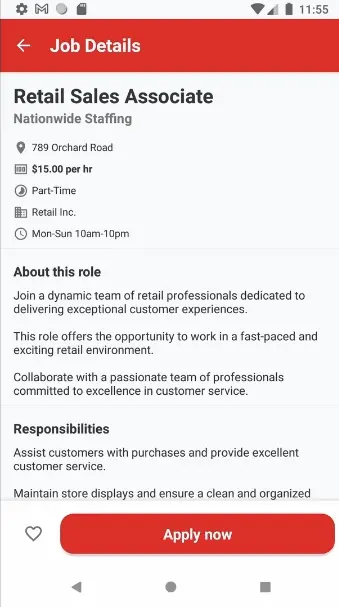 11:55
Job Details
Retail Sales Associate
Nationwide Staffing
789 Orchard Road
$15.00 per hr
Part-Time
Retail Inc.
Mon-Sun 10am-10pm
About this role
Join a dynamic team of retail professionals dedicated to
delivering exceptional customer experiences.
This role offers the opportunity to work in a fast-paced and
exciting retail environment.
Collaborate with a passionate team of professionals
committed to excellence in customer service.
Responsibilities
Assist customers with purchases and provide excellent
customer service.
Maintain store displays and ensure a clean and organized
Apply now